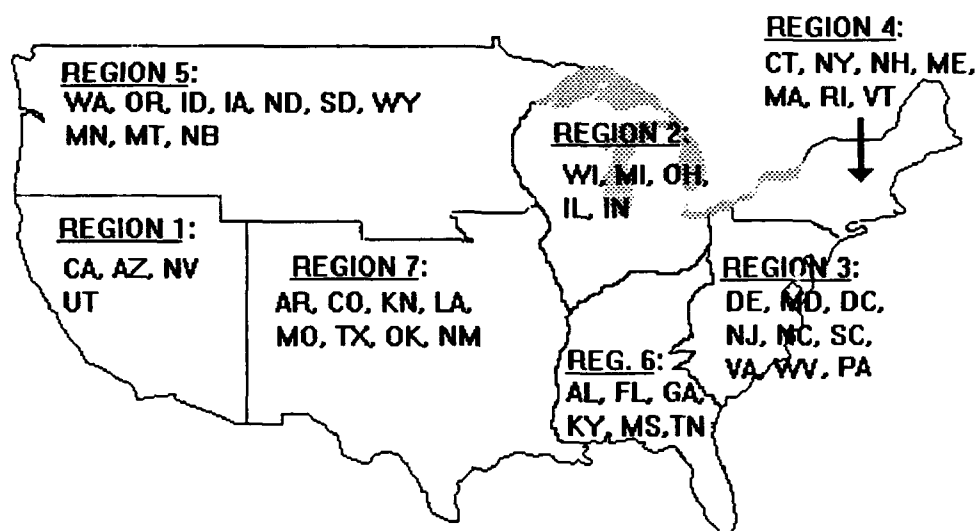 REGION 4:
CT, NY, NH, ME,
MA, RI, VT
REGION 5:
WA, OR, ID, IA, ND, SD, WY
MN, MT, NB
REGION 2:
WI, MI, OH,
IL, IN
REGION 1:
CA, AZ, NV
UT
REGION 7:
AR, CO, KN, LA,
MO, TX, OK, NM
REGION 3:
DE, MD, DC,
NJ, NC, SC,
VA, WV, PA
REG. 6:
AL, FL, GA,
KY, MS, TN